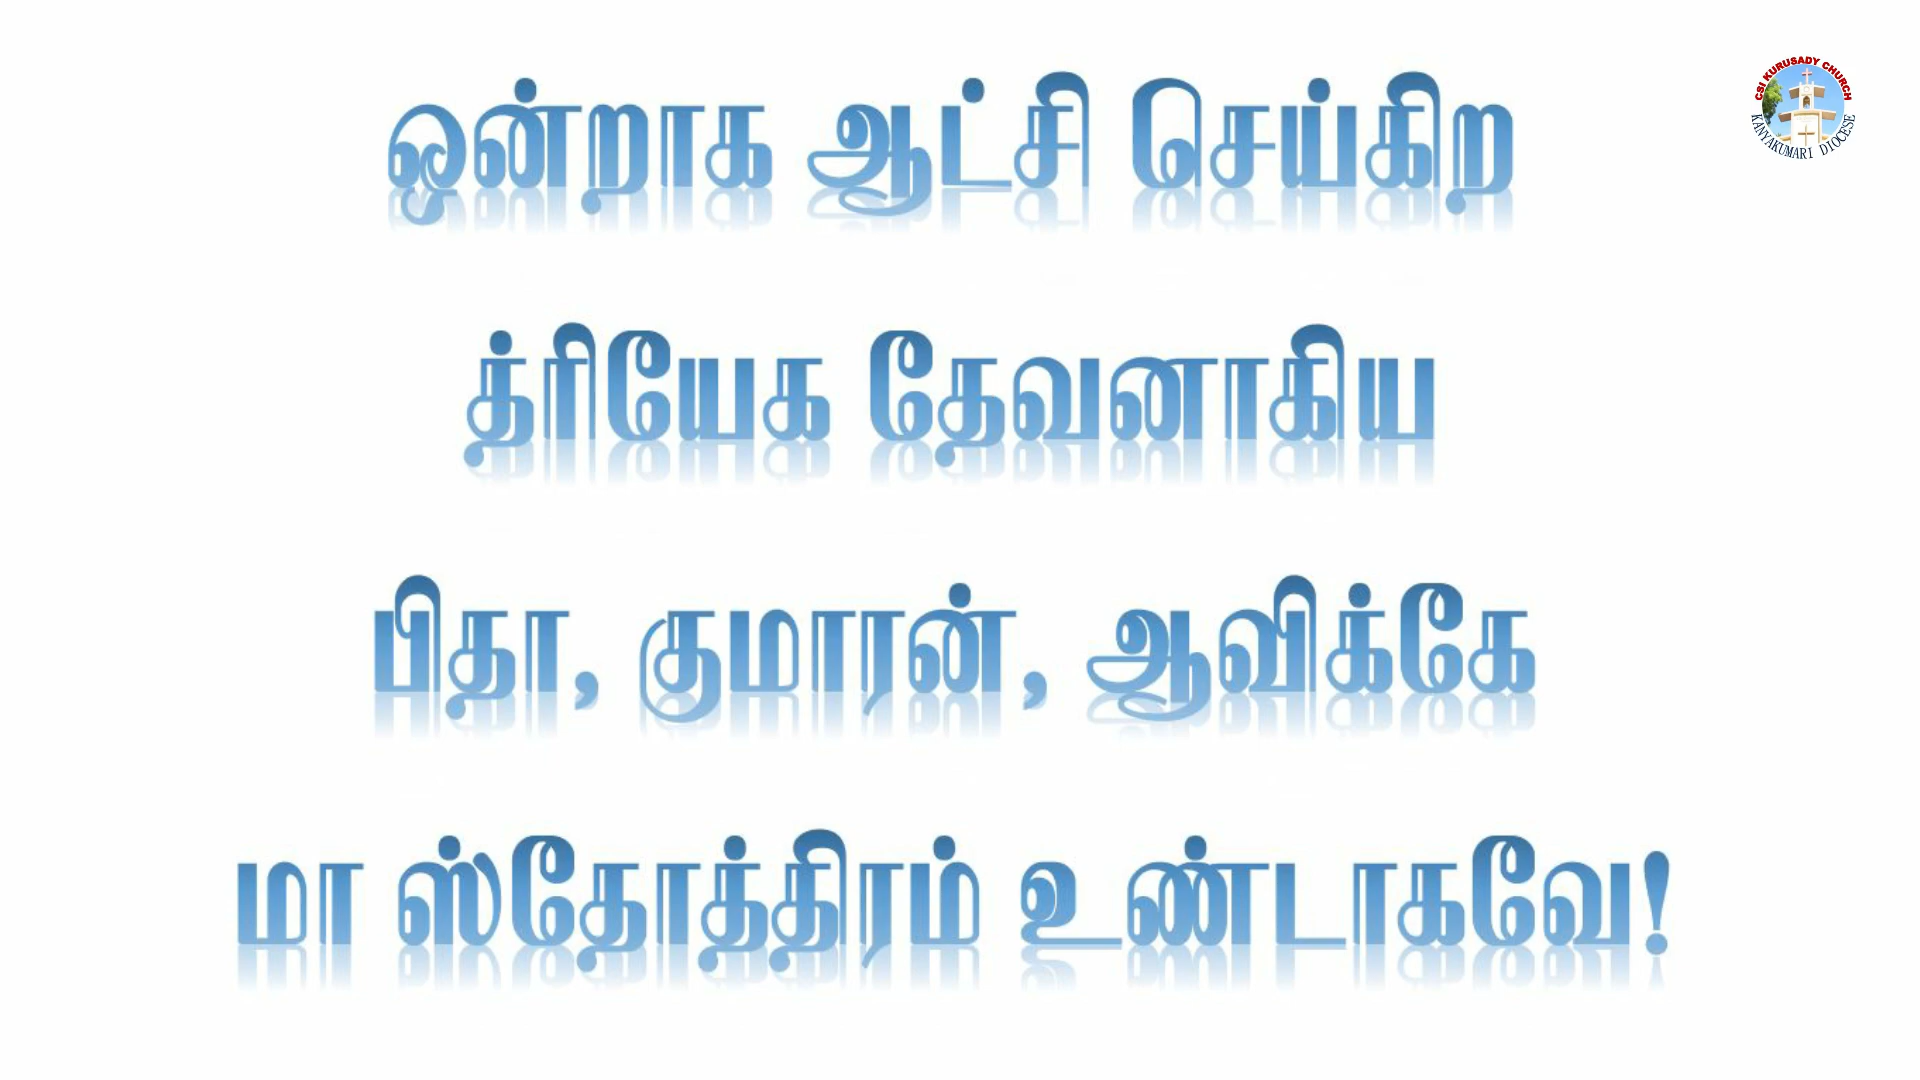 ஒன்றாக ஆட்சி செய்கிற
த்ரியேக தேவனாகிய
பிதா, குமாரன், ஆவிக்கே
மா ஸ்தோத்திரம் உண்டாகவே!
CSI KURUSADY CHURCH
KANYAKUMARI DIOCESE